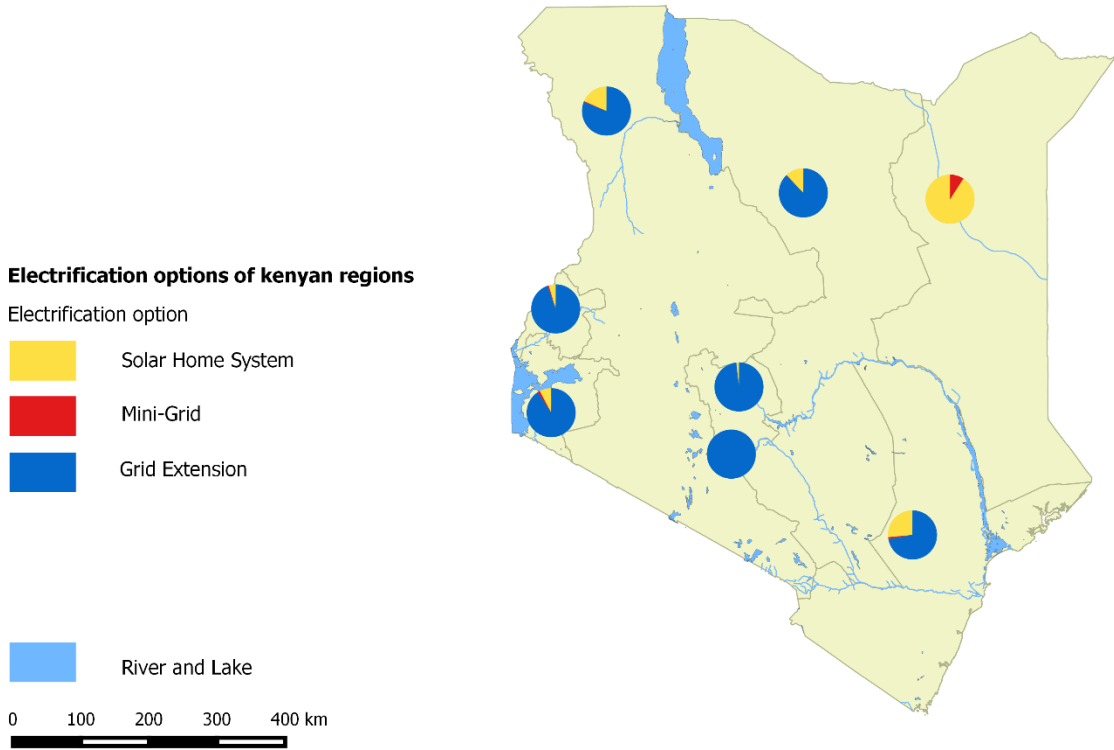 Electrification options of kenyan regions
Electrification option
Solar Home System
Mini-Grid
Grid Extension
River and Lake
0 100 200 300 400 km